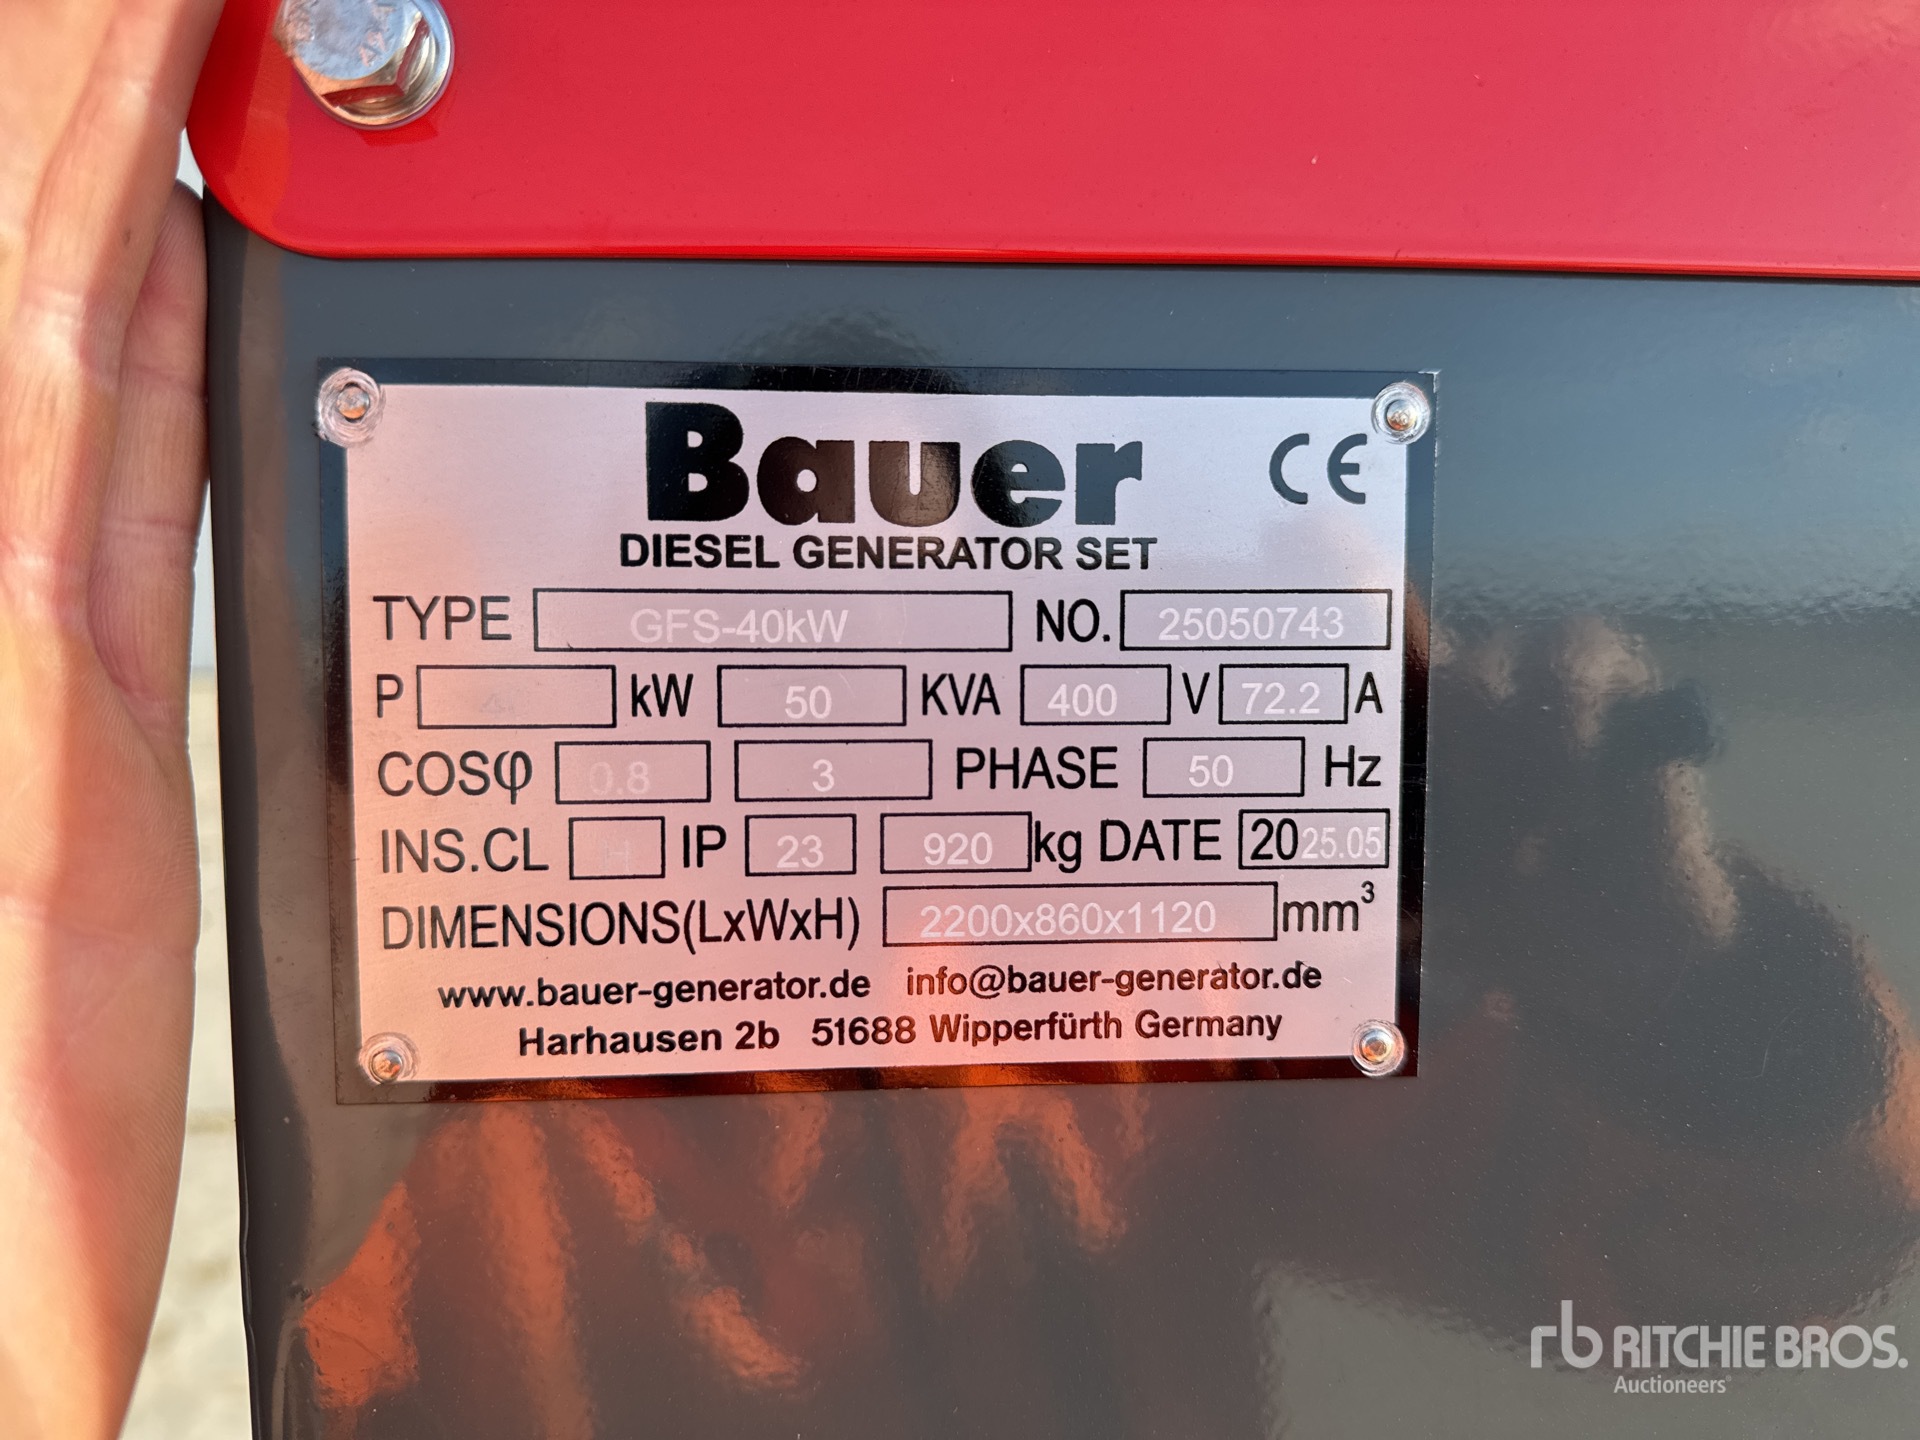 Bauer CE
DIESEL GENERATOR SET
TYPE GFS-40kW NO. 25050743
P kW 50 KVA 400 V 72.2 A
COSφ 0.8 3 PHASE 50 Hz
INS.CL H IP 23 920 kg DATE 2025.05
DIMENSIONS(LxWxH) 2200x860x1120 mm³
www.bauer-generator.de info@bauer-generator.de
Harhausen 2b 51688 Wipperfürth Germany
rb RITCHIE BROS.
Auctioneers